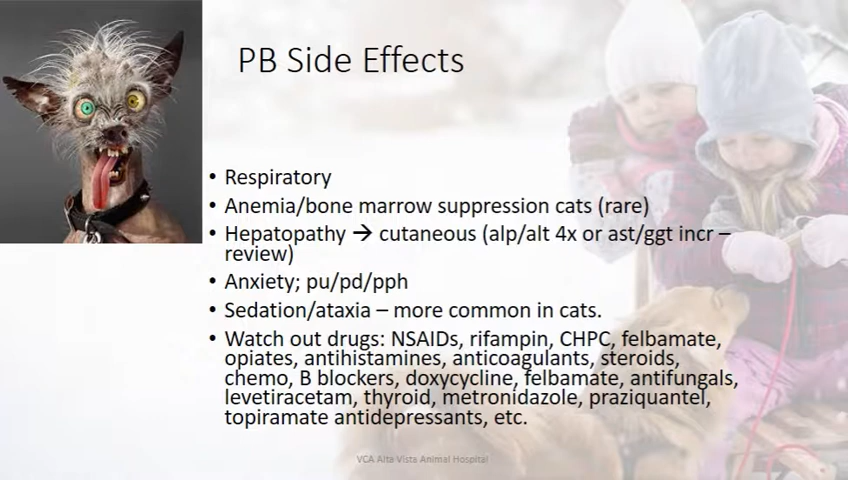 PB Side Effects
• Respiratory
• Anemia/bone marrow suppression cats (rare)
• Hepatopathy → cutaneous (alp/alt 4x or ast/ggt incr –
review)
• Anxiety; pu/pd/pph
• Sedation/ataxia – more common in cats.
• Watch out drugs: NSAIDs, rifampin, CHPC, felbamate,
opiates, antihistamines, anticoagulants, steroids,
chemo, B blockers, doxycycline, felbamate, antifungals,
levetiracetam, thyroid, metronidazole, praziquantel,
topiramate antidepressants, etc.
VCA Alta Vista Animal Hospital